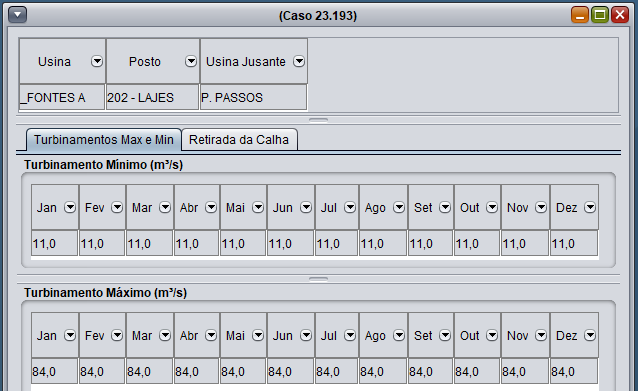 (Caso 23.193)
Usina Posto Usina Jusante
_FONTES A 202 - LAJES P. PASSOS
Turbinamentos Max e Min Retirada da Calha
Turbinamento Mínimo (m³/s)
Jan Fev Mar Abr Mai Jun Jul Ago Set Out Nov Dez
11,0 11,0 11,0 11,0 11,0 11,0 11,0 11,0 11,0 11,0 11,0 11,0
Turbinamento Máximo (m³/s)
Jan Fev Mar Abr Mai Jun Jul Ago Set Out Nov Dez
84,0 84,0 84,0 84,0 84,0 84,0 84,0 84,0 84,0 84,0 84,0 84,0